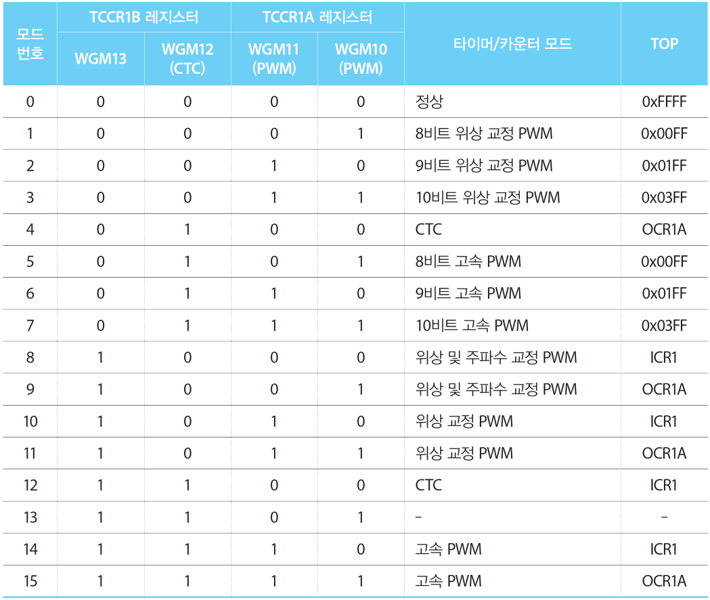 모드 번호 | TCCR1B 레지스터 | TCCR1A 레지스터 | 타이머/카운터 모드 | TOP
WGM13 | WGM12 (CTC) | WGM11 (PWM) | WGM10 (PWM)
0 | 0 | 0 | 0 | 0 | 정상 | 0xFFFF
1 | 0 | 0 | 0 | 1 | 8비트 위상 교정 PWM | 0x00FF
2 | 0 | 0 | 1 | 0 | 9비트 위상 교정 PWM | 0x01FF
3 | 0 | 0 | 1 | 1 | 10비트 위상 교정 PWM | 0x03FF
4 | 0 | 1 | 0 | 0 | CTC | OCR1A
5 | 0 | 1 | 0 | 1 | 8비트 고속 PWM | 0x00FF
6 | 0 | 1 | 1 | 0 | 9비트 고속 PWM | 0x01FF
7 | 0 | 1 | 1 | 1 | 10비트 고속 PWM | 0x03FF
8 | 1 | 0 | 0 | 0 | 위상 및 주파수 교정 PWM | ICR1
9 | 1 | 0 | 0 | 1 | 위상 및 주파수 교정 PWM | OCR1A
10 | 1 | 0 | 1 | 0 | 위상 교정 PWM | ICR1
11 | 1 | 0 | 1 | 1 | 위상 교정 PWM | OCR1A
12 | 1 | 1 | 0 | 0 | CTC | ICR1
13 | 1 | 1 | 0 | 1 | – | –
14 | 1 | 1 | 1 | 0 | 고속 PWM | ICR1
15 | 1 | 1 | 1 | 1 | 고속 PWM | OCR1A